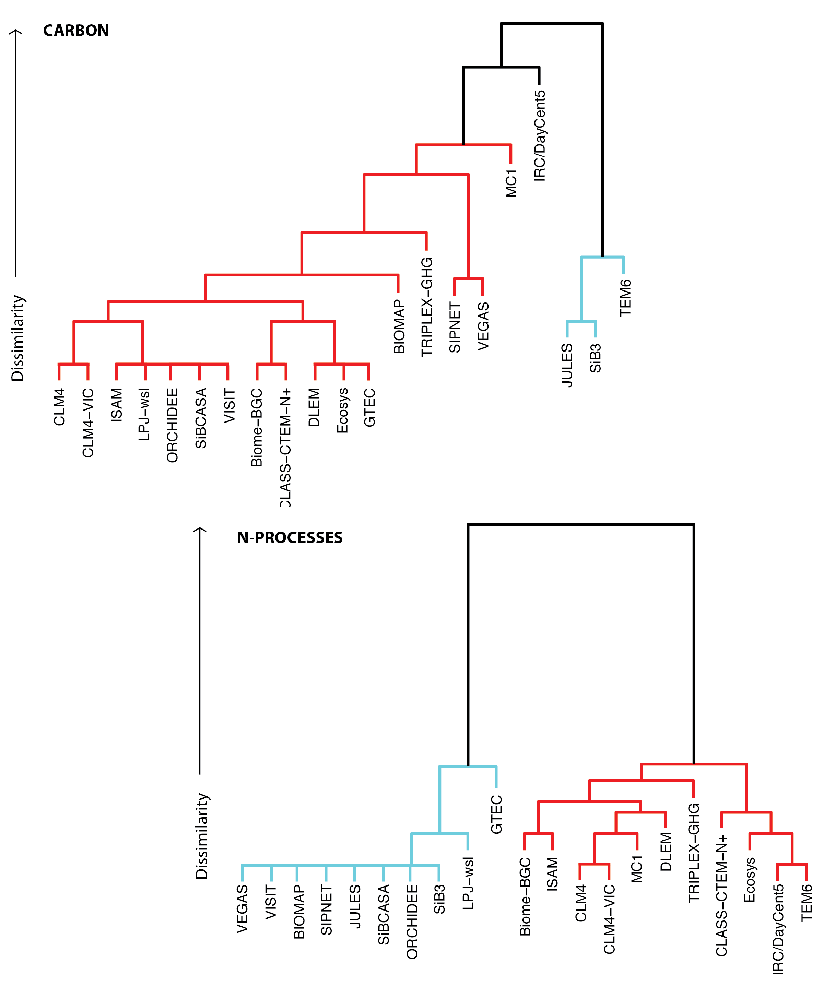 CARBON
Dissimilarity
IRC/DayCent5
MC1
TRIPLEX–GHG
TEM6
BIOMAP
SIPNET
VEGAS
JULES
SiB3
CLM4
CLM4–VIC
ISAM
LPJ–wsl
ORCHIDEE
SiBCASA
VISIT
Biome–BGC
CLASS–CTEM–N+
DLEM
Ecosys
GTEC
N-PROCESSES
Dissimilarity
VEGAS
VISIT
BIOMAP
SIPNET
JULES
SiBCASA
ORCHIDEE
SiB3
LPJ–wsl
GTEC
Biome–BGC
ISAM
CLM4
CLM4–VIC
MC1
DLEM
TRIPLEX–GHG
CLASS–CTEM–N+
Ecosys
IRC/DayCent5
TEM6